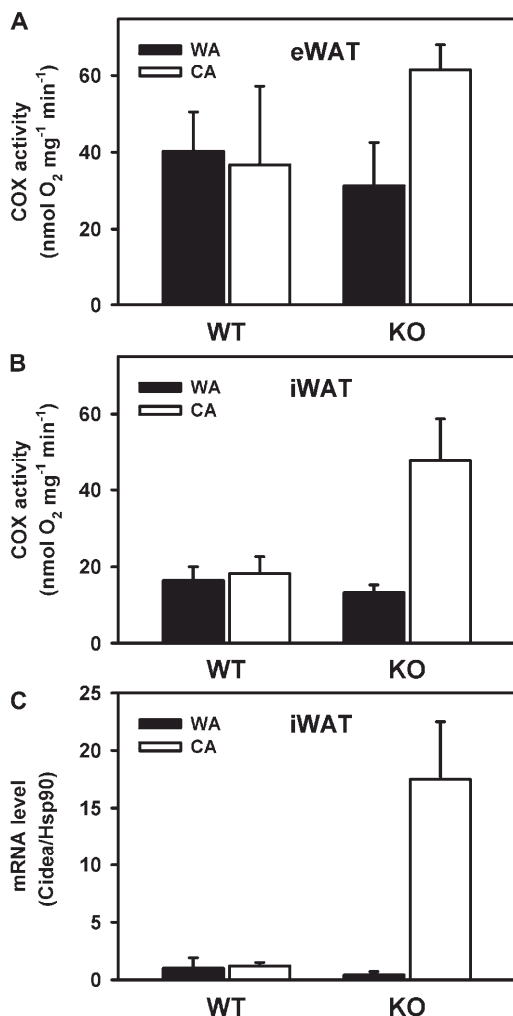 A
WA
CA
eWAT
COX activity
(nmol O₂ mg⁻¹ min⁻¹)
60
40
20
0
WT
KO
B
WA
CA
iWAT
COX activity
(nmol O₂ mg⁻¹ min⁻¹)
60
40
20
0
WT
KO
C
WA
CA
iWAT
mRNA level
(Cidea/Hsp90)
25
20
15
10
5
0
WT
KO